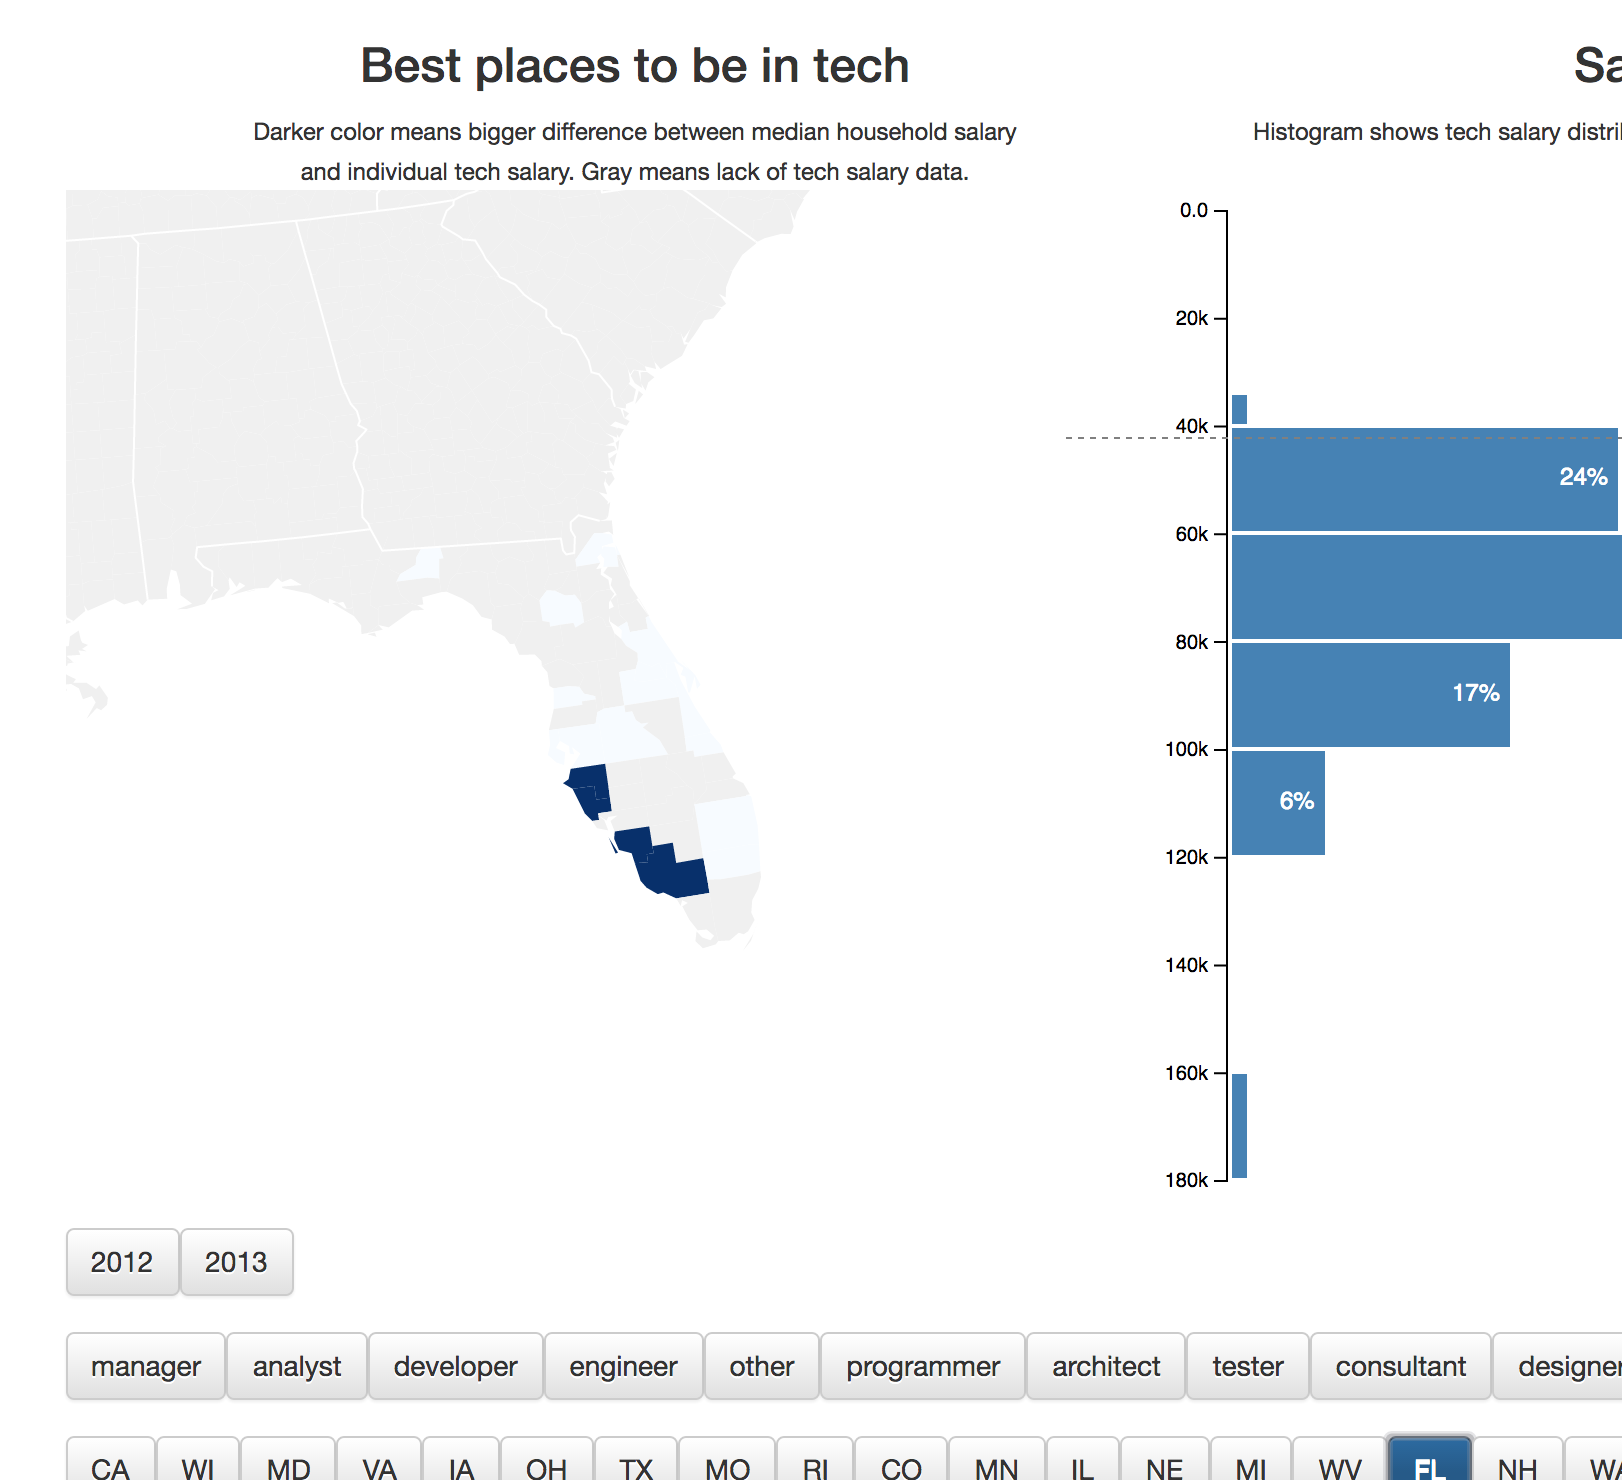 Best places to be in tech
Darker color means bigger difference between median household salary
and individual tech salary. Gray means lack of tech salary data.
Histogram shows tech salary
0.0
20k
40k
24%
60k
80k
17%
100k
6%
120k
140k
160k
180k
2012 2013
manager analyst developer engineer other programmer architect tester consultant designer
CA WI MD VA IA OH TX MO RI CO MN IL NE MI WV FL NH